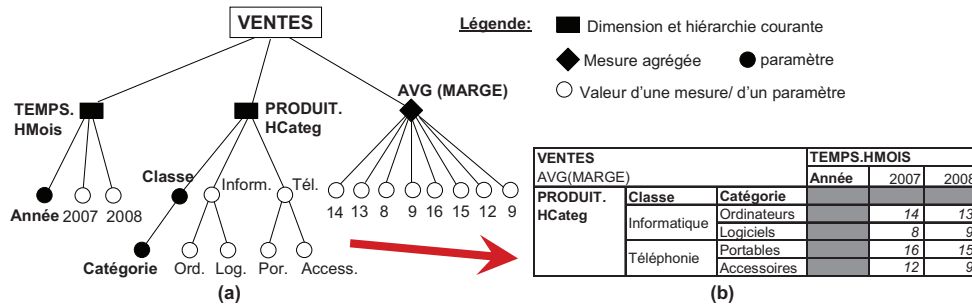 VENTES
Légende:
Dimension et hiérarchie courante
Mesure agrégée
paramètre
Valeur d'une mesure/ d'un paramètre
TEMPS.
HMois
PRODUIT.
HCateg
AVG (MARGE)
Classe
Inform.
Tél.
Année 2007 2008
14 13 8 9 16 15 12 9
Catégorie
Ord. Log. Por. Access.
(a)
VENTES TEMPS.HMOIS
AVG(MARGE) Année 2007 2008
PRODUIT. Classe Catégorie
HCateg
Informatique
Ordinateurs 14 13
Logiciels 8 9
Téléphonie
Portables 16 15
Accessoires 12 9
(b)